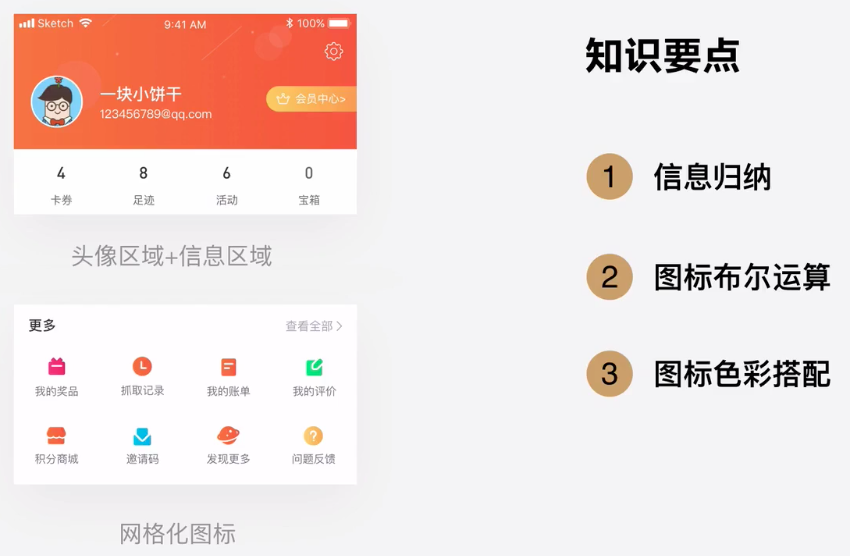 Sketch 9:41 AM 100%
一块小饼干
123456789@qq.com
会员中心>
4 8 6 0
卡券 足迹 活动 宝箱
头像区域+信息区域
更多 查看全部 >
我的奖品 抓取记录 我的账单 我的评价
积分商城 邀请码 发现更多 问题反馈
网格化图标
知识要点
1 信息归纳
2 图标布尔运算
3 图标色彩搭配